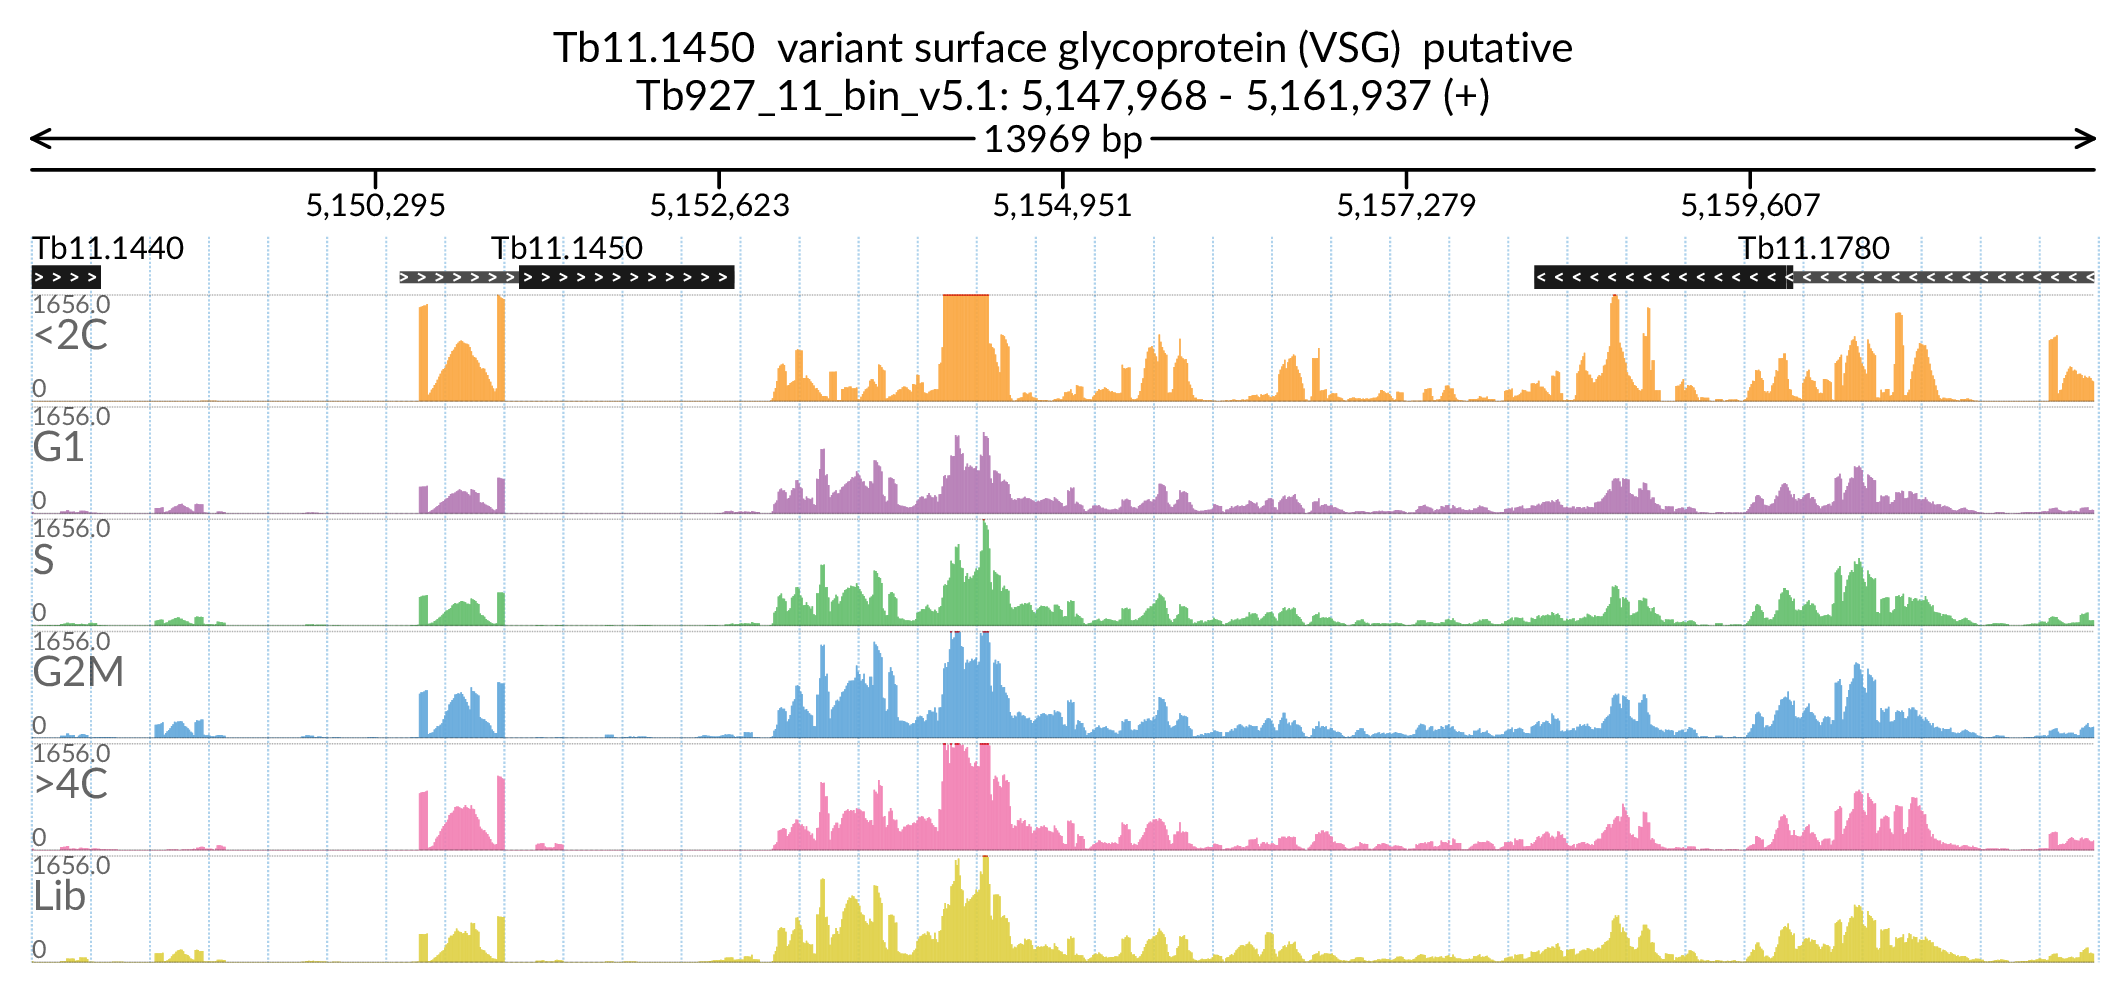 Tb11.1450  variant surface glycoprotein (VSG)  putative
Tb927_11_bin_v5.1: 5,147,968 - 5,161,937 (+)
13969 bp
5,150,295 5,152,623 5,154,951 5,157,279 5,159,607
Tb11.1440 Tb11.1450 Tb11.1780
1656.0
<2C
0
1656.0
G1
0
1656.0
S
0
1656.0
G2M
0
1656.0
>4C
0
1656.0
Lib
0